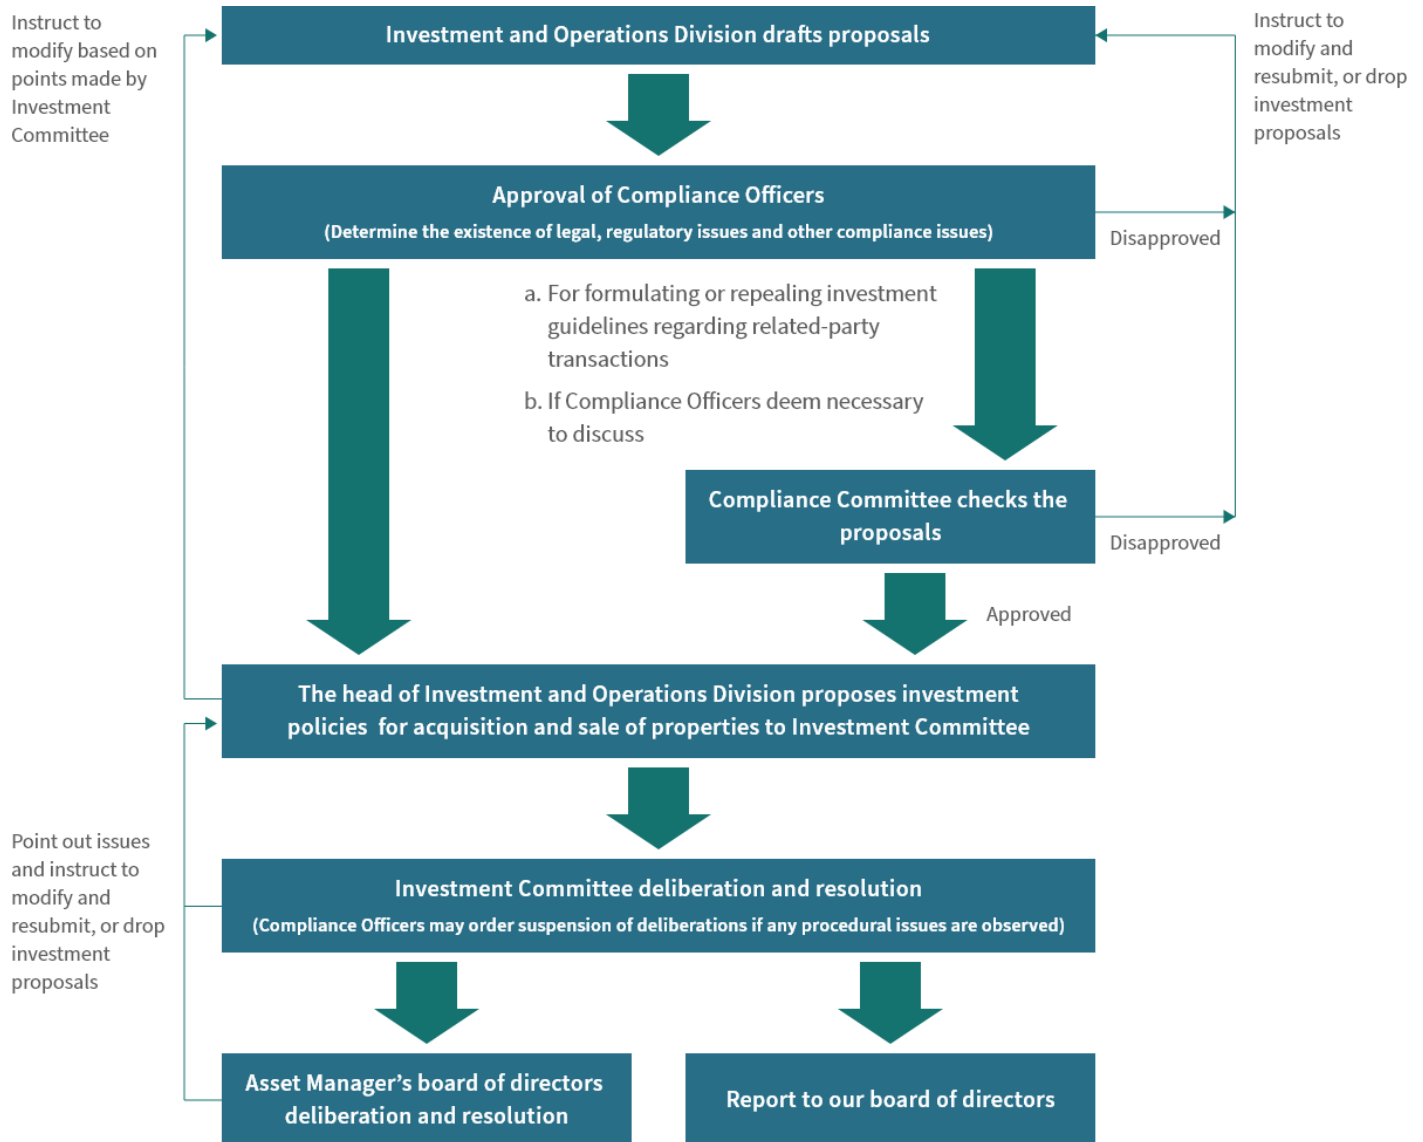 Instruct to
modify based on
points made by
Investment
Committee
Investment and Operations Division drafts proposals
Instruct to
modify and
resubmit, or drop
investment
proposals
Approval of Compliance Officers
(Determine the existence of legal, regulatory issues and other compliance issues)
Disapproved
a. For formulating or repealing investment
guidelines regarding related-party
transactions
b. If Compliance Officers deem necessary
to discuss
Compliance Committee checks the
proposals
Disapproved
Approved
The head of Investment and Operations Division proposes investment
policies for acquisition and sale of properties to Investment Committee
Point out issues
and instruct to
modify and
resubmit, or drop
investment
proposals
Investment Committee deliberation and resolution
(Compliance Officers may order suspension of deliberations if any procedural issues are observed)
Asset Manager’s board of directors
deliberation and resolution
Report to our board of directors